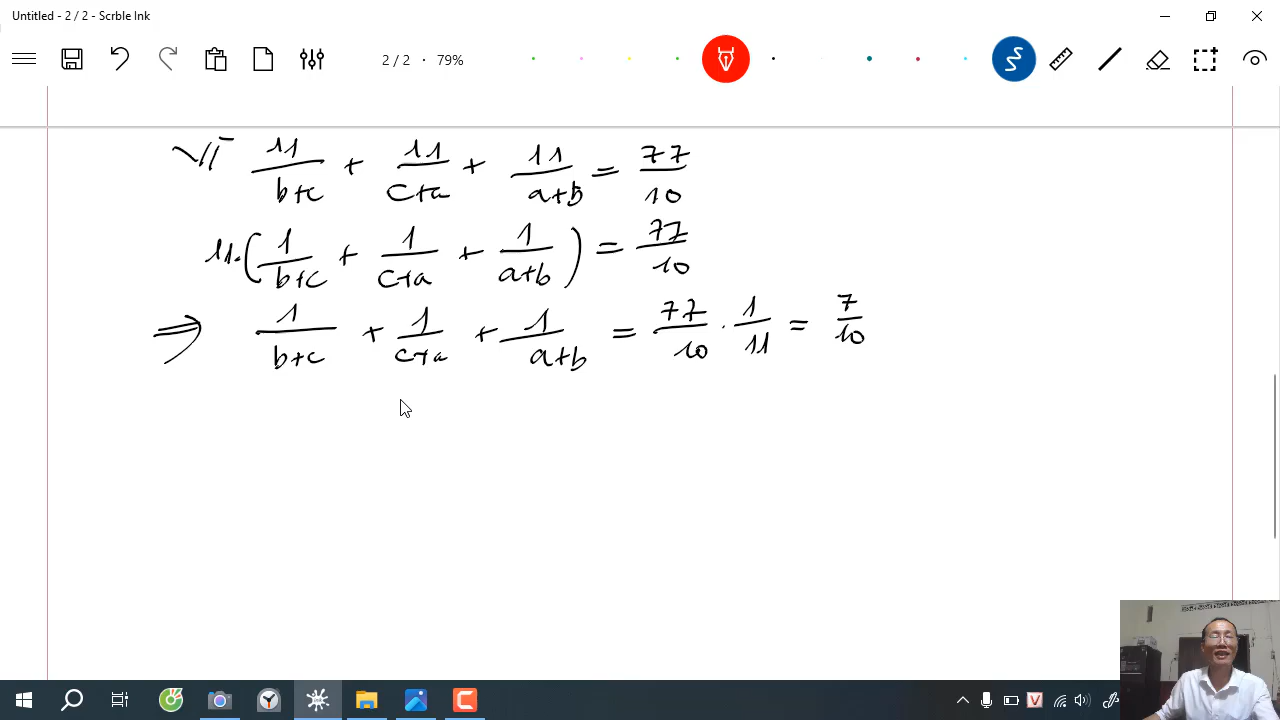 Untitled - 2 / 2 - Scrble Ink
2 / 2 · 79%
Vì 11/(b+c) + 11/(c+a) + 11/(a+b) = 77/10
11.(1/(b+c) + 1/(c+a) + 1/(a+b)) = 77/10
⇒ 1/(b+c) + 1/(c+a) + 1/(a+b) = 77/10 . 1/11 = 7/10
V